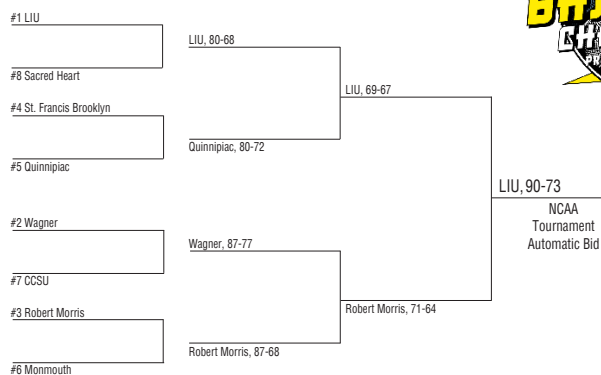 #1 LIU
LIU, 80-68
#8 Sacred Heart
#4 St. Francis Brooklyn
LIU, 69-67
Quinnipiac, 80-72
#5 Quinnipiac
LIU, 90-73
NCAA
Tournament
Automatic Bid
#2 Wagner
Wagner, 87-77
#7 CCSU
#3 Robert Morris
Robert Morris, 71-64
Robert Morris, 87-68
#6 Monmouth